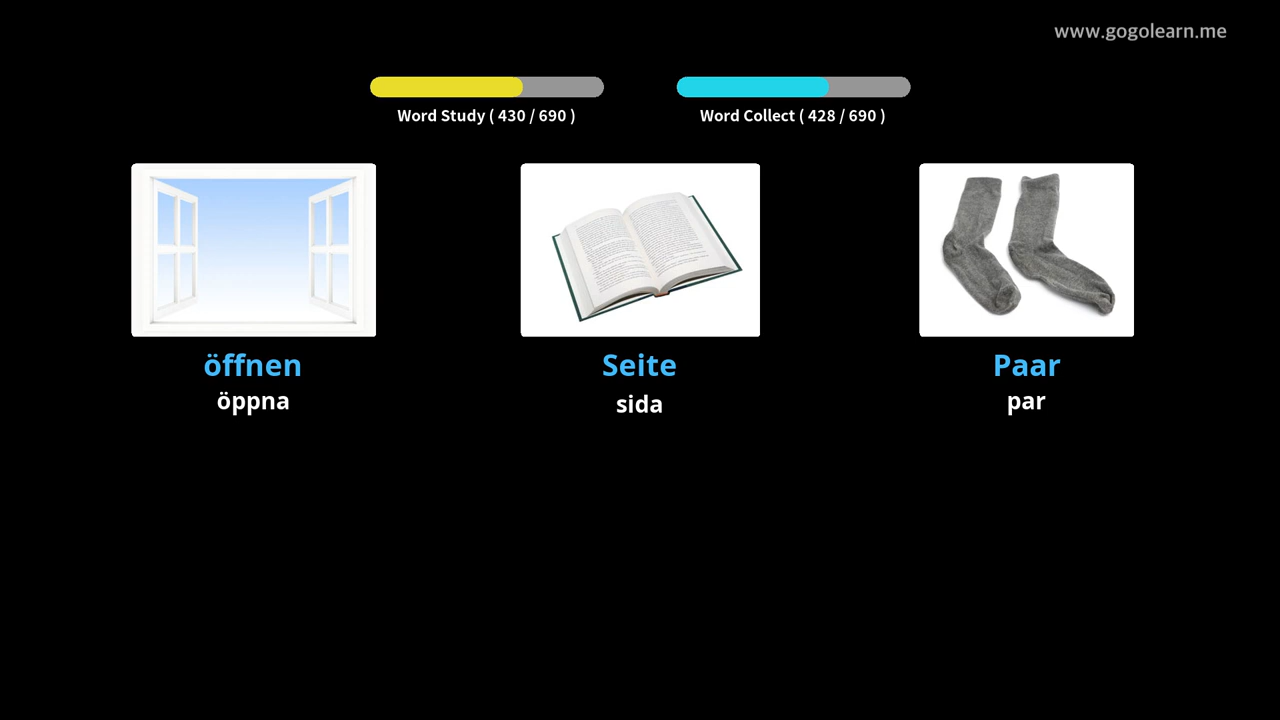 www.gogolearn.me
Word Study ( 430 / 690 )
Word Collect ( 428 / 690 )
öffnen
öppna
Seite
sida
Paar
par